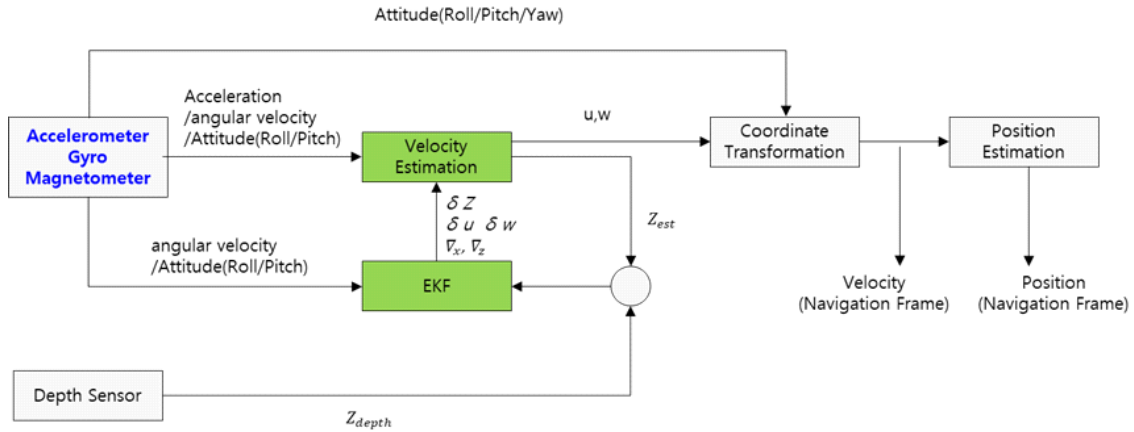 Attitude(Roll/Pitch/Yaw)
Acceleration
/angular velocity
/Attitude(Roll/Pitch)
u,w
Accelerometer
Gyro
Magnetometer
Velocity
Estimation
Coordinate
Transformation
Position
Estimation
δ Z
δ u δ w
∇x, ∇z
Zest
angular velocity
/Attitude(Roll/Pitch)
EKF
Velocity
(Navigation Frame)
Position
(Navigation Frame)
Depth Sensor
Zdepth